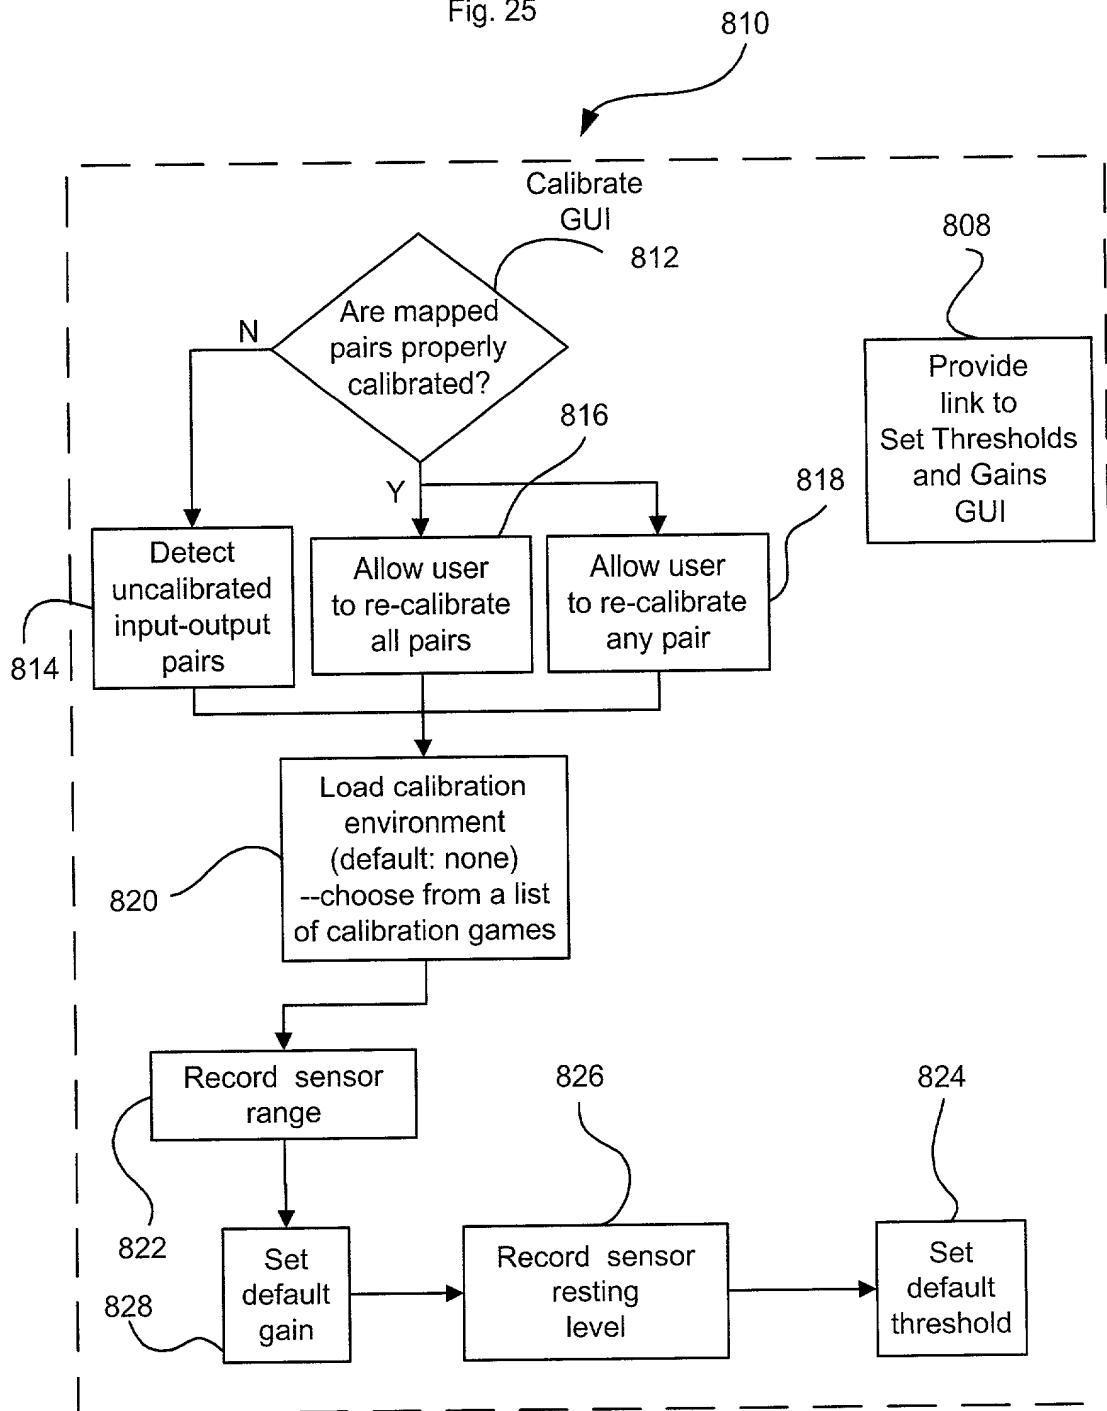 Fig. 25
810
Calibrate
GUI
812
808
Are mapped
pairs properly
calibrated?
N
Y
Provide
link to
Set Thresholds
and Gains
GUI
816
818
Detect
uncalibrated
input-output
pairs
814
Allow user
to re-calibrate
all pairs
Allow user
to re-calibrate
any pair
Load calibration
environment
(default: none)
--choose from a list
of calibration games
820
Record sensor
range
822
826
824
Set
default
gain
828
Record sensor
resting
level
Set
default
threshold